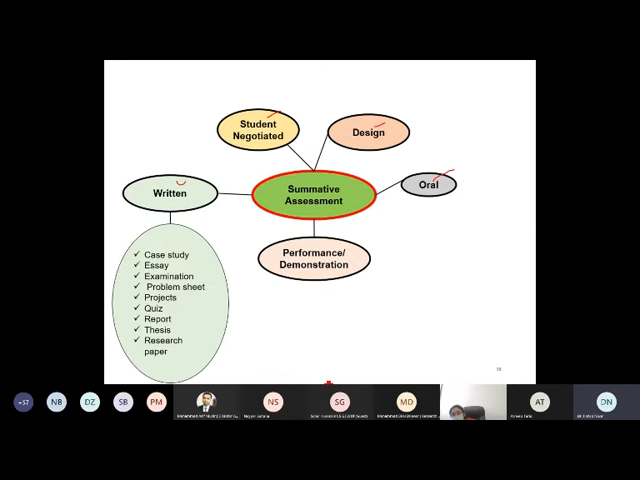 Student
Negotiated
Design
Written
Summative
Assessment
Oral
Performance/
Demonstration
✓ Case study
✓ Essay
✓ Examination
✓ Problem sheet
✓ Projects
✓ Quiz
✓ Report
✓ Thesis
✓ Research
paper
+57
NB
DZ
SB
PM
NS
SG
MD
AT
DN